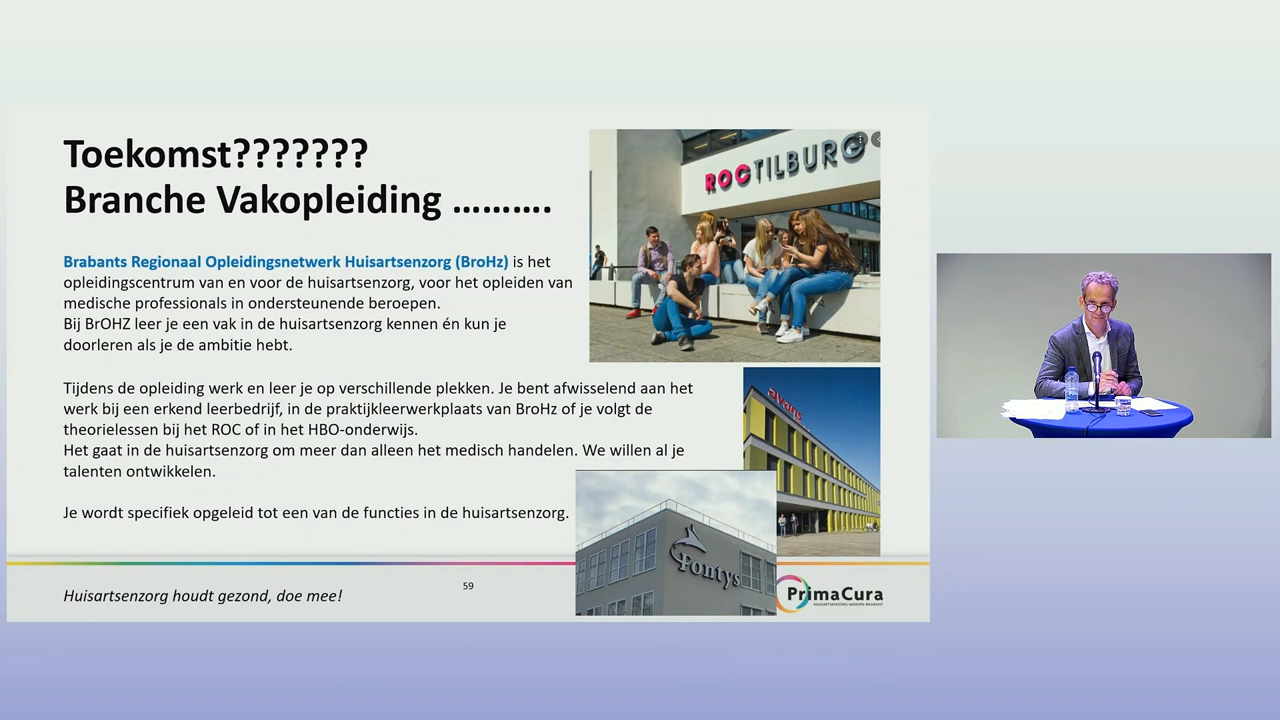 Toekomst???????
Branche Vakopleiding ……….
Brabants Regionaal Opleidingsnetwerk Huisartsenzorg (BroHz) is het
opleidingscentrum van en voor de huisartsenzorg, voor het opleiden van
medische professionals in ondersteunende beroepen.
Bij BrOHZ leer je een vak in de huisartsenzorg kennen én kun je
doorleren als je de ambitie hebt.
Tijdens de opleiding werk en leer je op verschillende plekken. Je bent afwisselend aan het
werk bij een erkend leerbedrijf, in de praktijkleerwerkplaats van BroHz of je volgt de
theorielessen bij het ROC of in het HBO-onderwijs.
Het gaat in de huisartsenzorg om meer dan alleen het medisch handelen. We willen al je
talenten ontwikkelen.
Je wordt specifiek opgeleid tot een van de functies in de huisartsenzorg.
ROCTILBURG
avans
Fontys
Huisartsenzorg houdt gezond, doe mee!
59
PrimaCura
HUISARTSENZORG MIDDEN-BRABANT